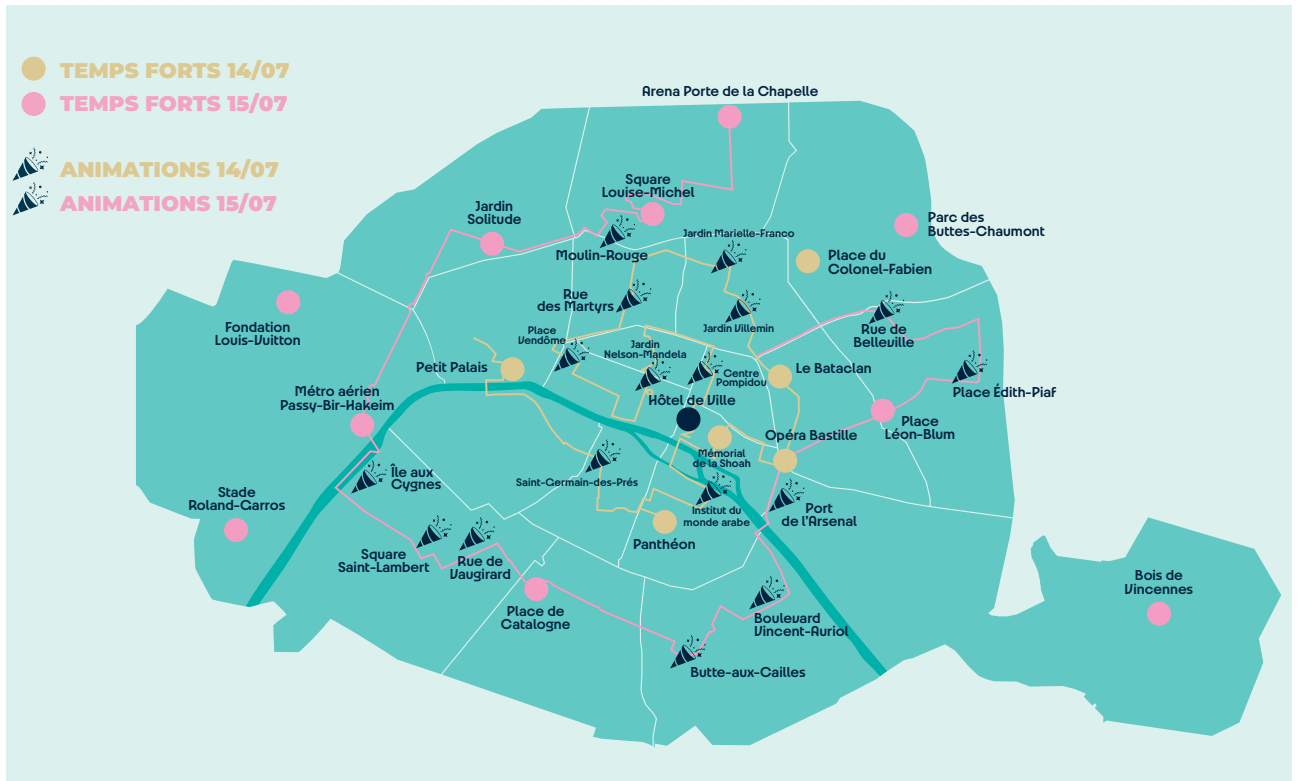 TEMPS FORTS 14/07
TEMPS FORTS 15/07
ANIMATIONS 14/07
ANIMATIONS 15/07
Arena Porte de la Chapelle
Square
Louise-Michel
Jardin
Solitude
Parc des
Buttes-Chaumont
Jardin Marielle-Franco
Moulin-Rouge
Place du
Colonel-Fabien
Rue
des Martyrs
Fondation
Louis-Vuitton
Jardin Villemin
Rue de
Belleville
Place
Vendôme
Jardin
Nelson-Mandela
Petit Palais
Centre
Pompidou
Le Bataclan
Place Édith-Piaf
Métro aérien
Passy-Bir-Hakeim
Hôtel de Ville
Place
Léon-Blum
Opéra Bastille
Mémorial
de la Shoah
Île aux
Cygnes
Saint-Germain-des-Prés
Stade
Roland-Garros
Institut du
monde arabe
Port
de l'Arsenal
Panthéon
Square
Saint-Lambert
Rue de
Vaugirard
Bois de
Vincennes
Place de
Catalogne
Boulevard
Vincent-Auriol
Butte-aux-Cailles